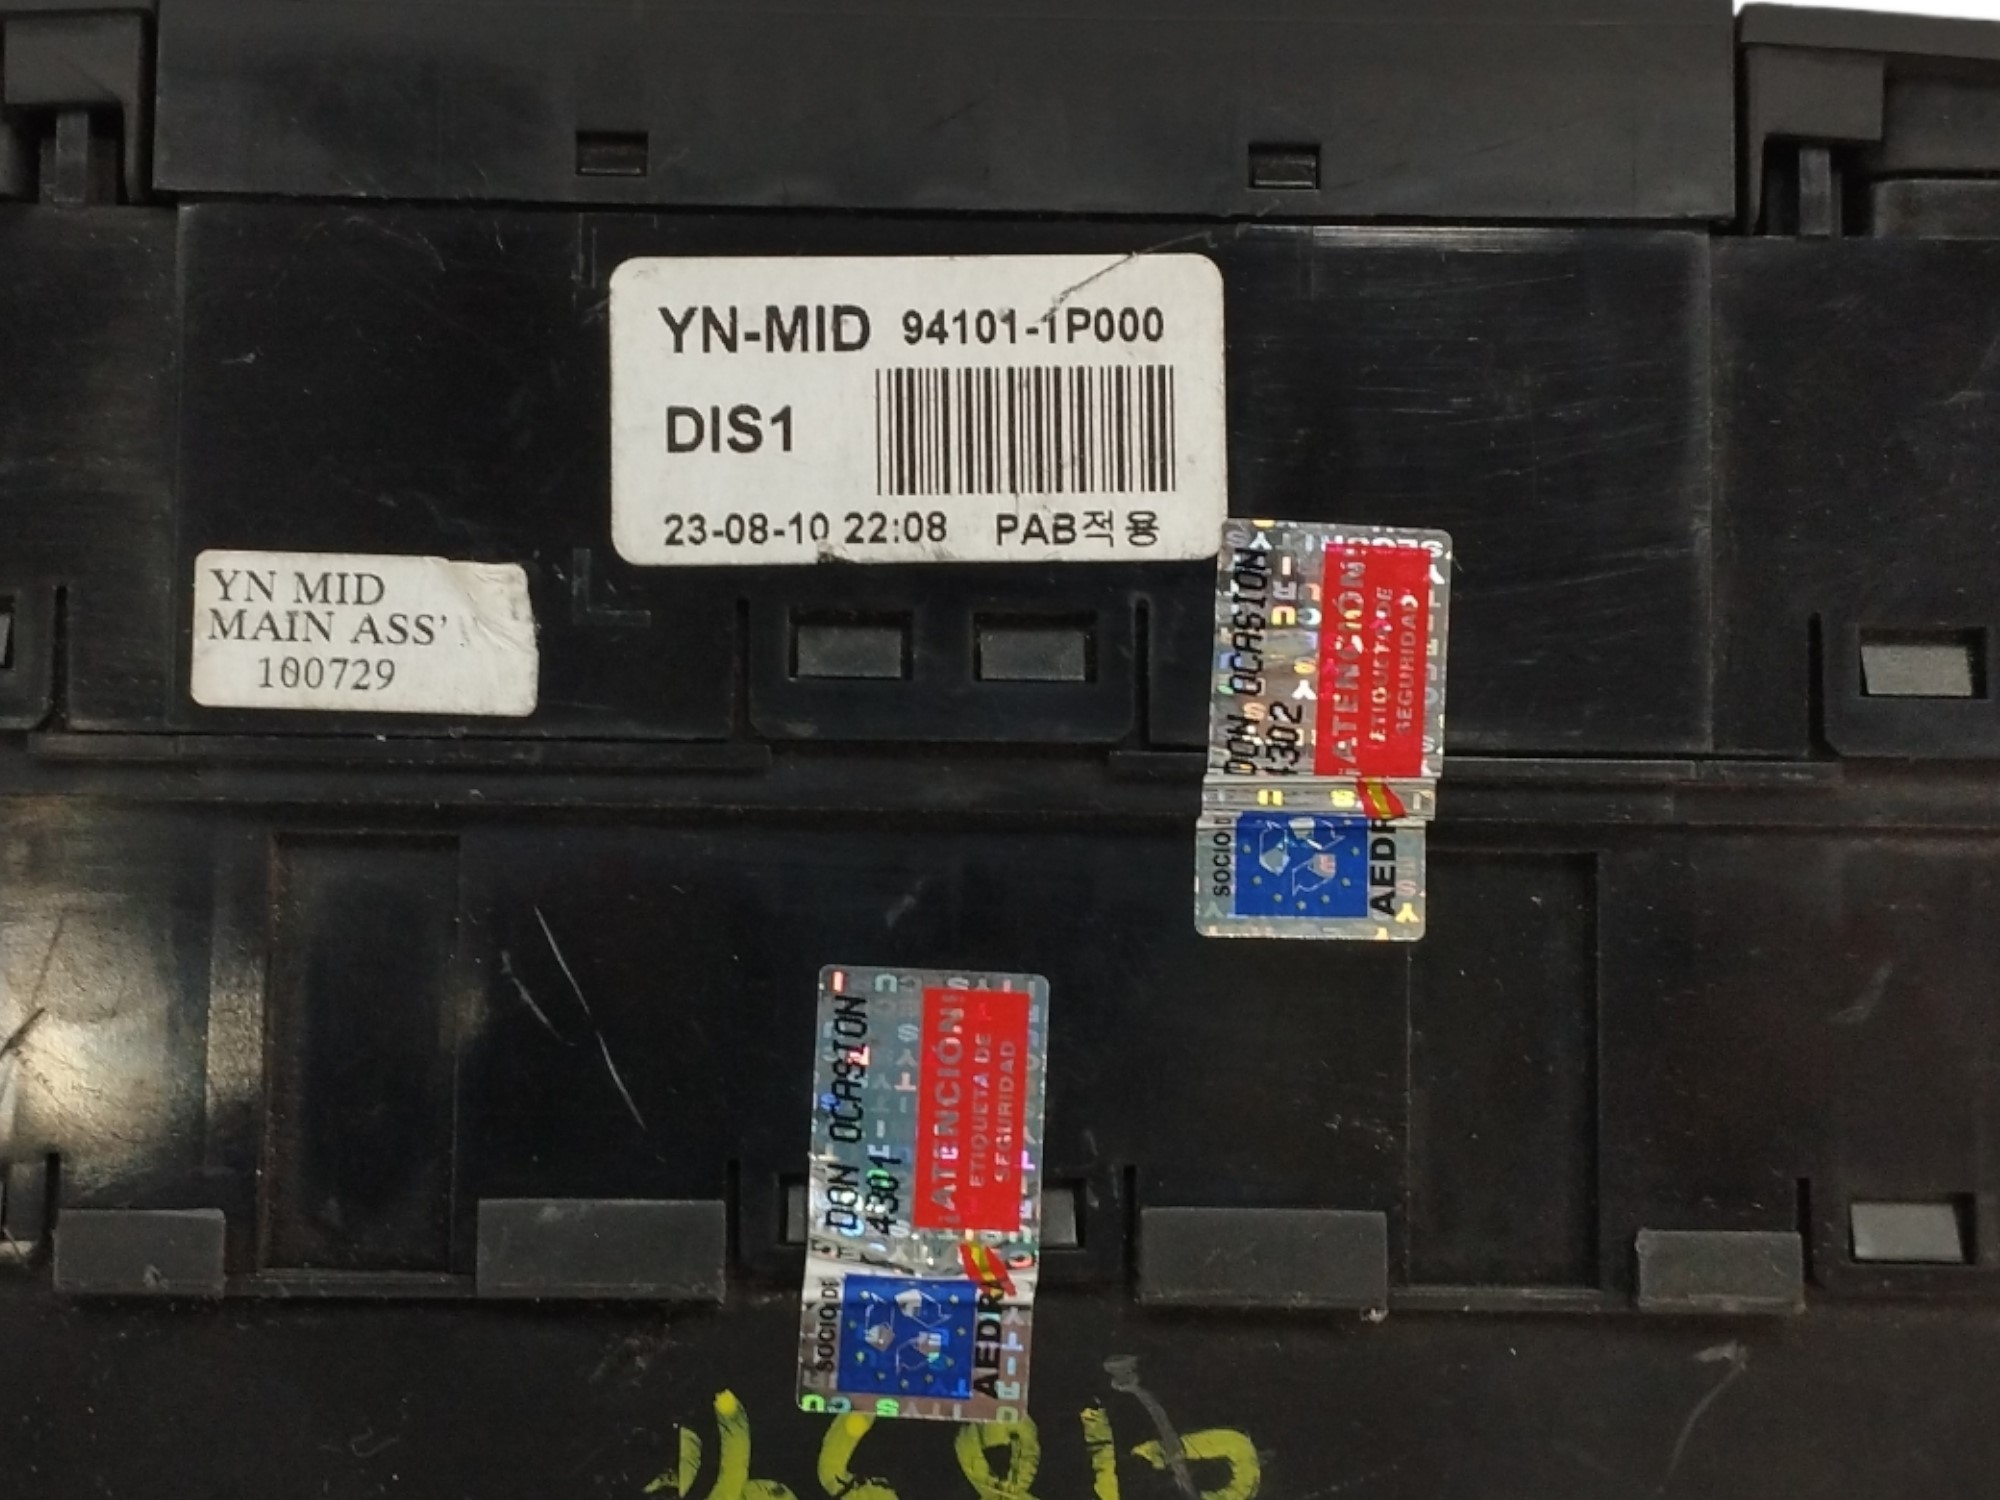 YN-MID 94101-1P000
DIS1
23-08-10 22:08 PAB적용
YN MID
MAIN ASS'
100729
DON OCASION
4302
¡ATENCIÓN!
ETIQUETA DE
SEGURIDAD
SOCIO DE
AEDRA
DON OCASION
4301
¡ATENCIÓN!
ETIQUETA DE
SEGURIDAD
SOCIO DE
AEDRA